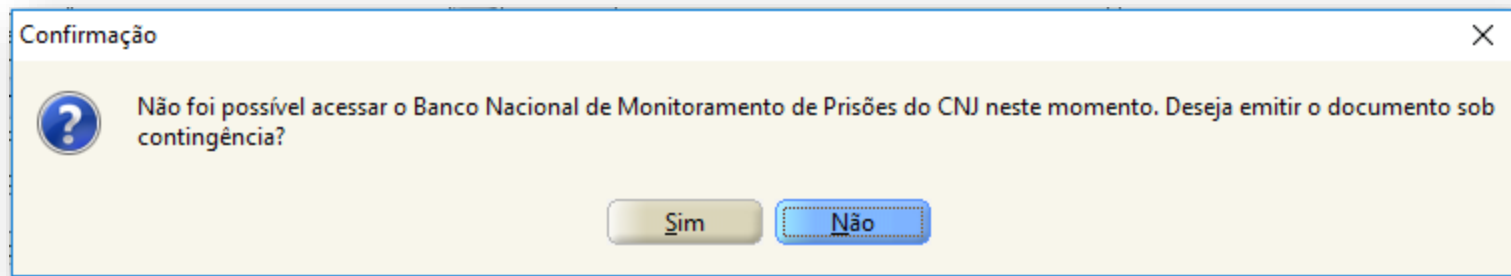 Confirmação
Não foi possível acessar o Banco Nacional de Monitoramento de Prisões do CNJ neste momento. Deseja emitir o documento sob
contingência?
Sim
Não